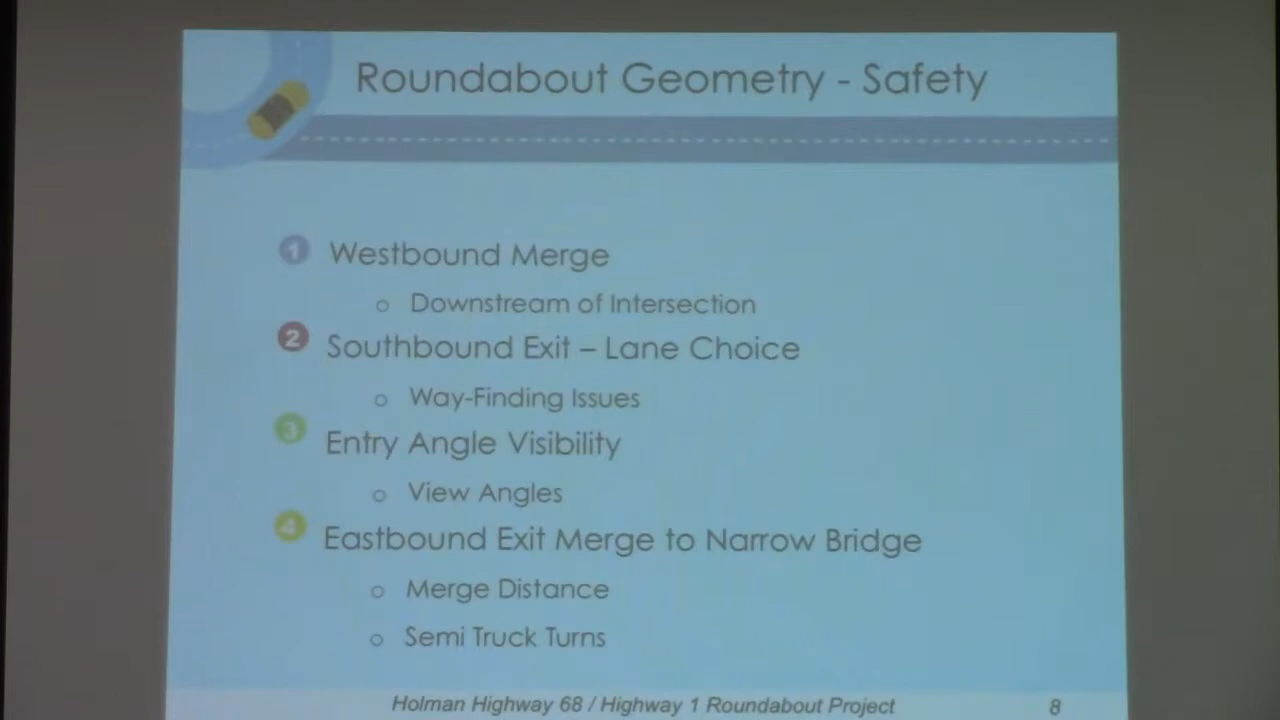 Roundabout Geometry - Safety
1 Westbound Merge
o Downstream of Intersection
2 Southbound Exit – Lane Choice
o Way-Finding Issues
3 Entry Angle Visibility
o View Angles
4 Eastbound Exit Merge to Narrow Bridge
o Merge Distance
o Semi Truck Turns
Holman Highway 68 / Highway 1 Roundabout Project 8